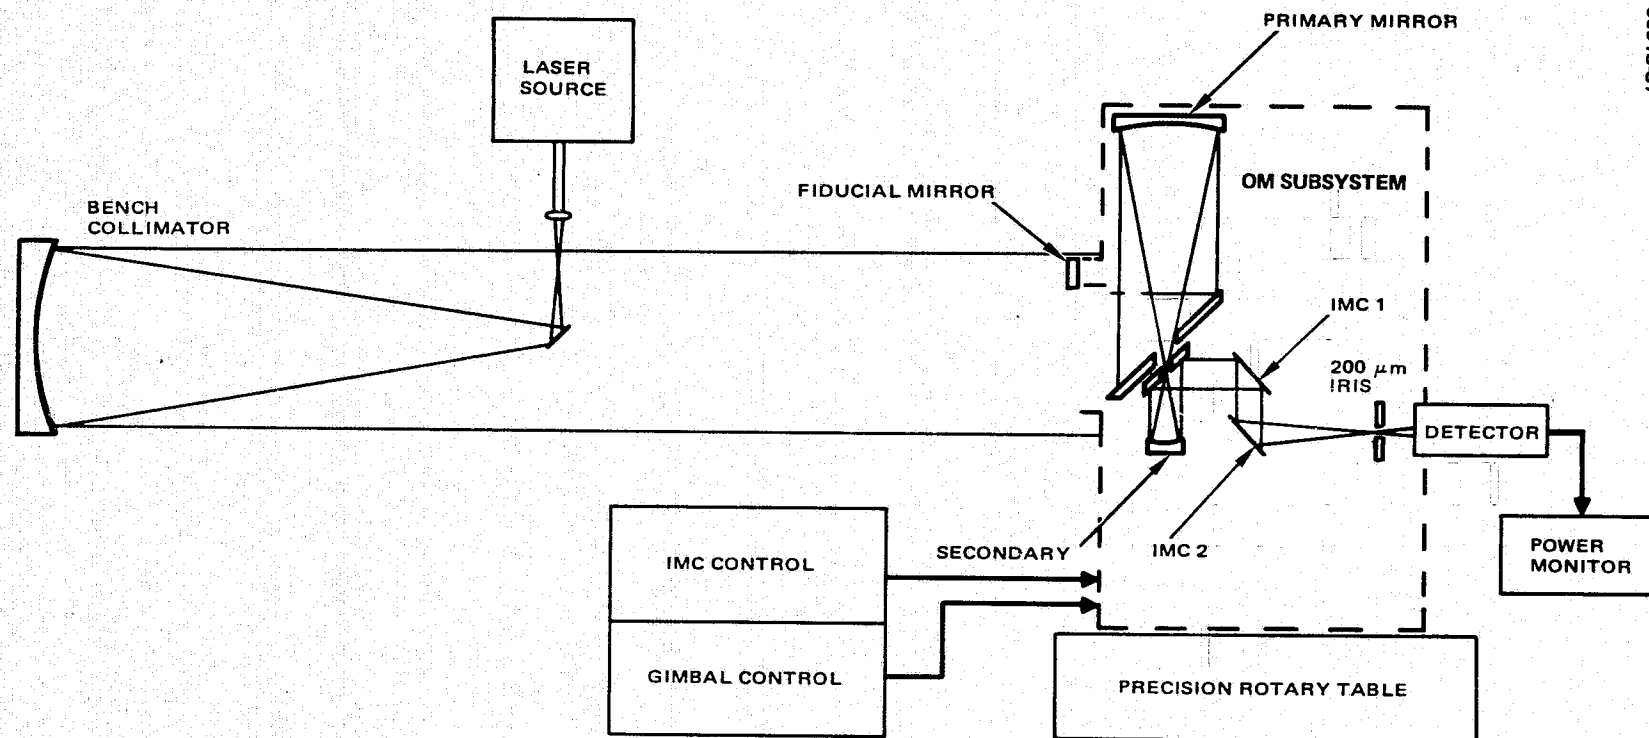 PRIMARY MIRROR
LASER
SOURCE
FIDUCIAL MIRROR
OM SUBSYSTEM
BENCH
COLLIMATOR
IMC 1
200 μm
IRIS
DETECTOR
SECONDARY
IMC 2
IMC CONTROL
POWER
MONITOR
GIMBAL CONTROL
PRECISION ROTARY TABLE